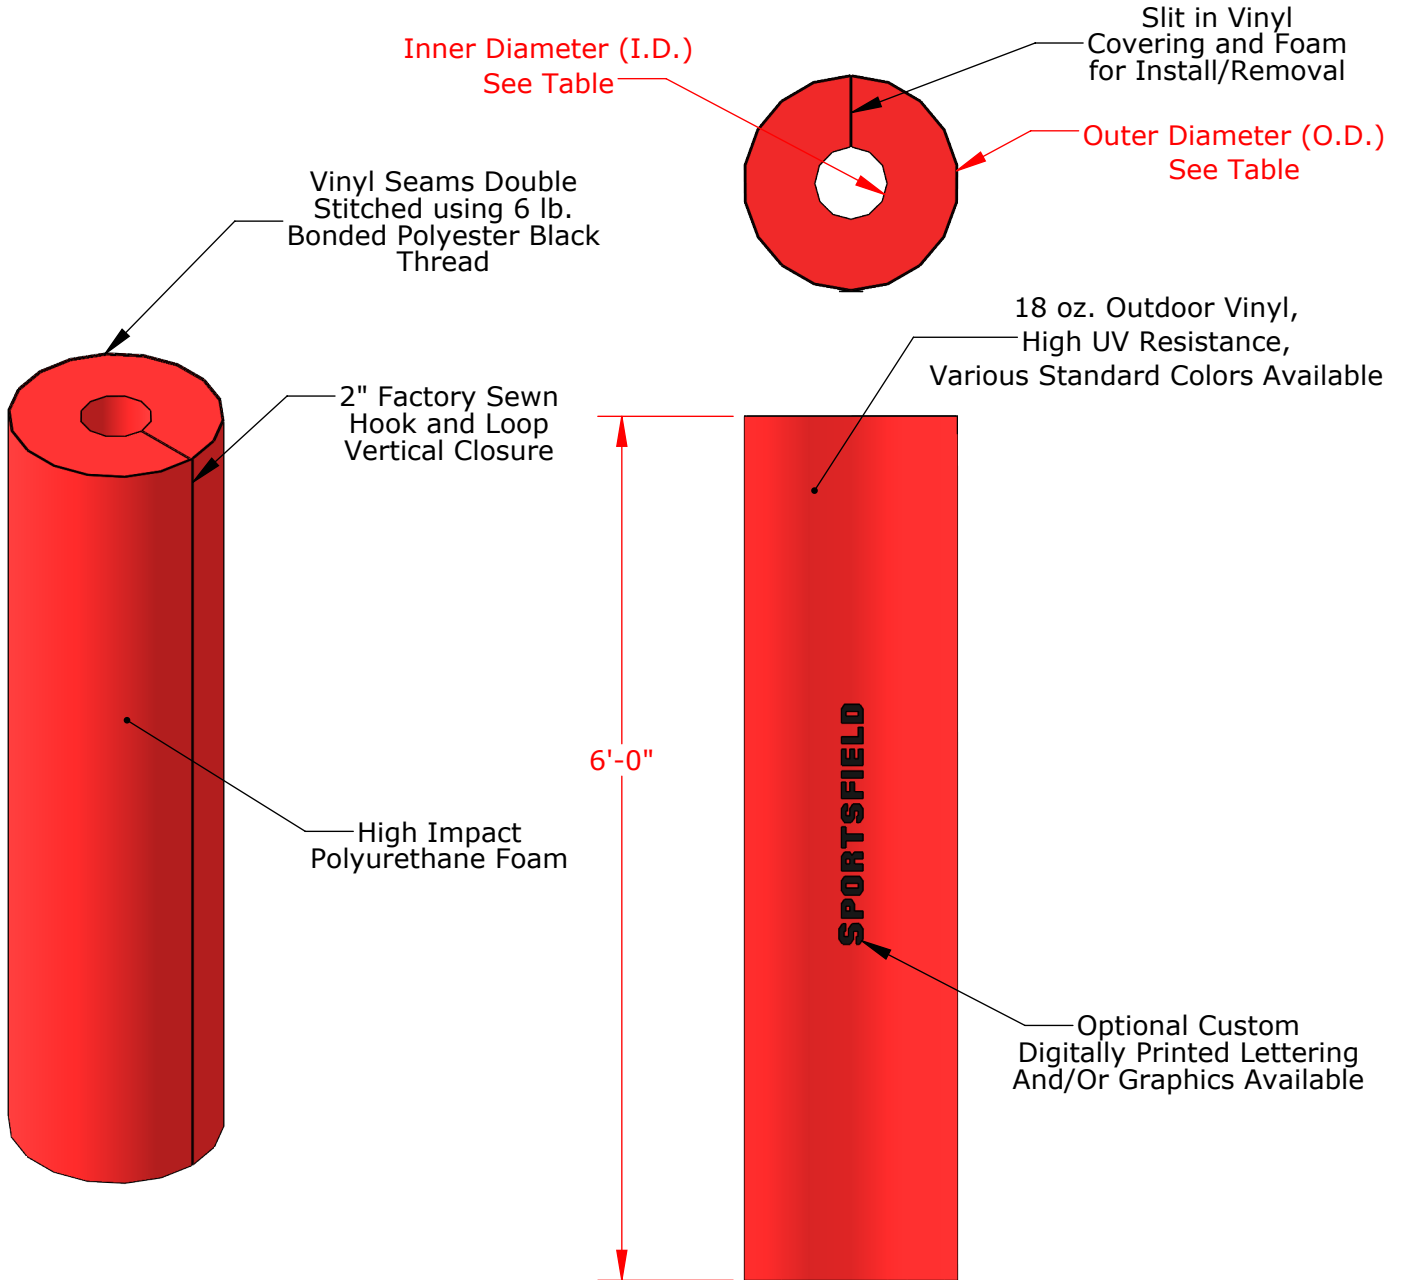 Slit in Vinyl
Covering and Foam
for Install/Removal
Inner Diameter (I.D.)
See Table
Outer Diameter (O.D.)
See Table
Vinyl Seams Double
Stitched using 6 lb.
Bonded Polyester Black
Thread
18 oz. Outdoor Vinyl,
High UV Resistance,
Various Standard Colors Available
2" Factory Sewn
Hook and Loop
Vertical Closure
6'-0"
SPORTSFIELD
High Impact
Polyurethane Foam
Optional Custom
Digitally Printed Lettering
And/Or Graphics Available